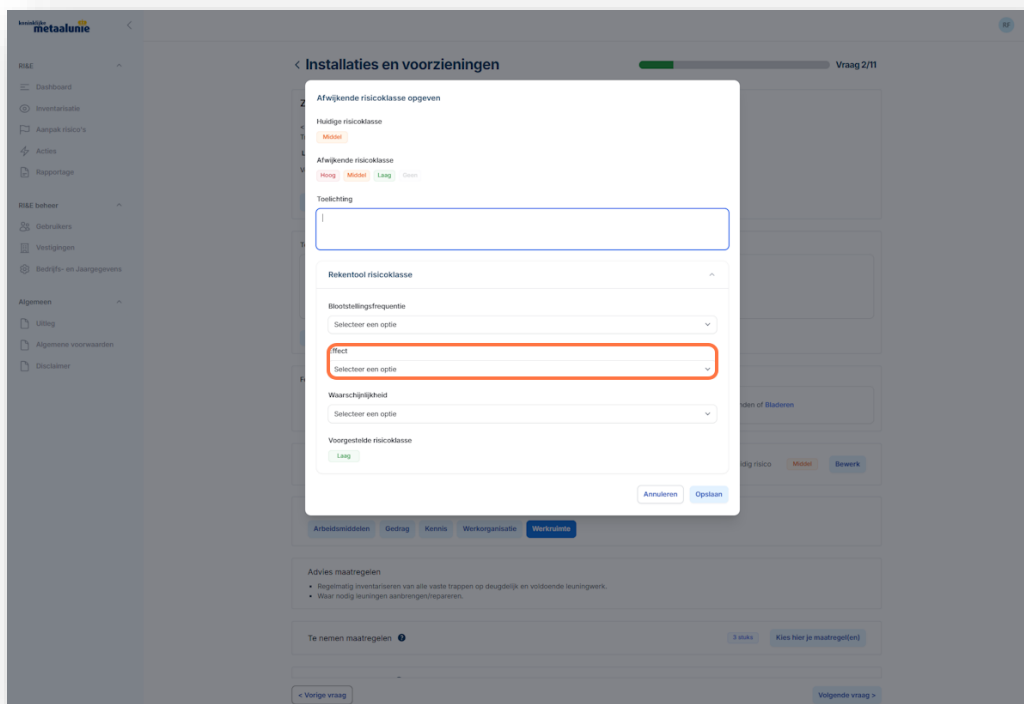 koninklijke
metaalunie
RF
RI&E
Dashboard
Inventarisatie
Aanpak risico's
Acties
Rapportage
RI&E beheer
Gebruikers
Vestigingen
Bedrijfs- en Jaargegevens
Algemeen
Uitleg
Algemene voorwaarden
Disclaimer
< Installaties en voorzieningen
Vraag 2/11
Afwijkende risicoklasse opgeven
Huidige risicoklasse
Middel
Afwijkende risicoklasse
Hoog Middel Laag Geen
Toelichting
Rekentool risicoklasse
Blootstellingsfrequentie
Selecteer een optie
Effect
Selecteer een optie
Waarschijnlijkheid
Selecteer een optie
Voorgestelde risicoklasse
Laag
Annuleren Opslaan
nden of Bladeren
dig risico Middel Bewerk
Arbeidsmiddelen Gedrag Kennis Werkorganisatie Werkruimte
Advies maatregelen
• Regelmatig inventariseren van alle vaste trappen op deugdelijk en voldoende leuningwerk.
• Waar nodig leuningen aanbrengen/repareren.
Te nemen maatregelen ?
3 stuks Kies hier je maatregel(en)
< Vorige vraag
Volgende vraag >